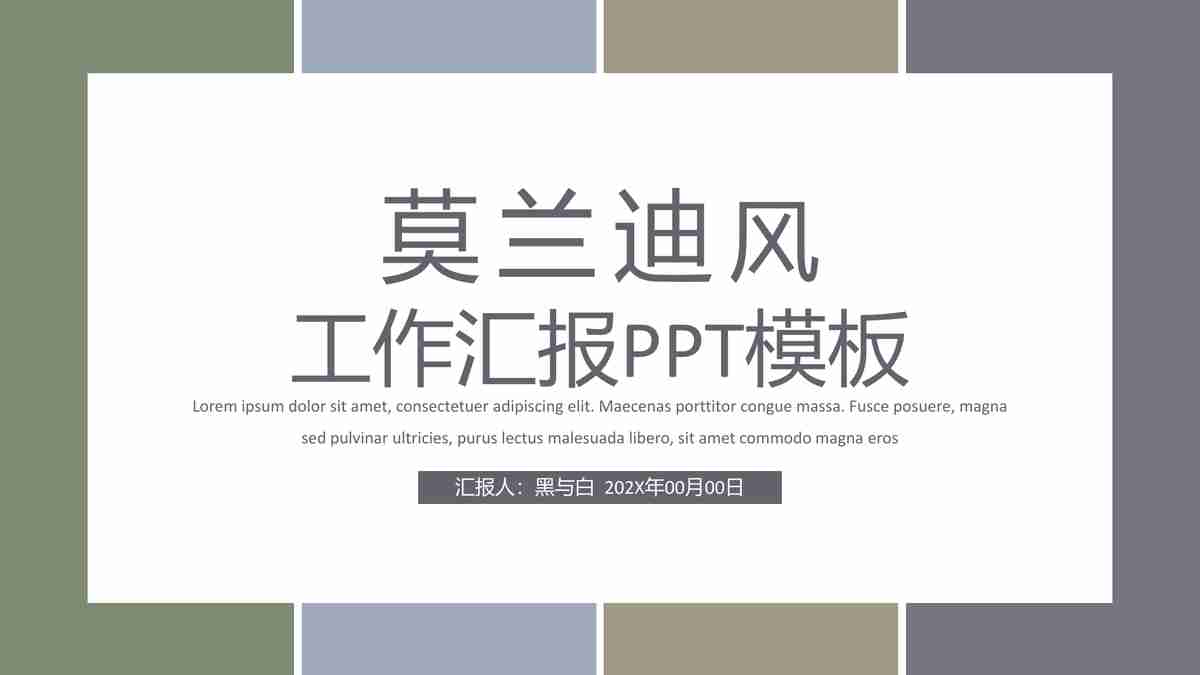 莫兰迪风
工作汇报PPT模板
Lorem ipsum dolor sit amet, consectetuer adipiscing elit. Maecenas porttitor congue massa. Fusce posuere, magna
sed pulvinar ultricies, purus lectus malesuada libero, sit amet commodo magna eros
汇报人：黑与白 202X年00月00日